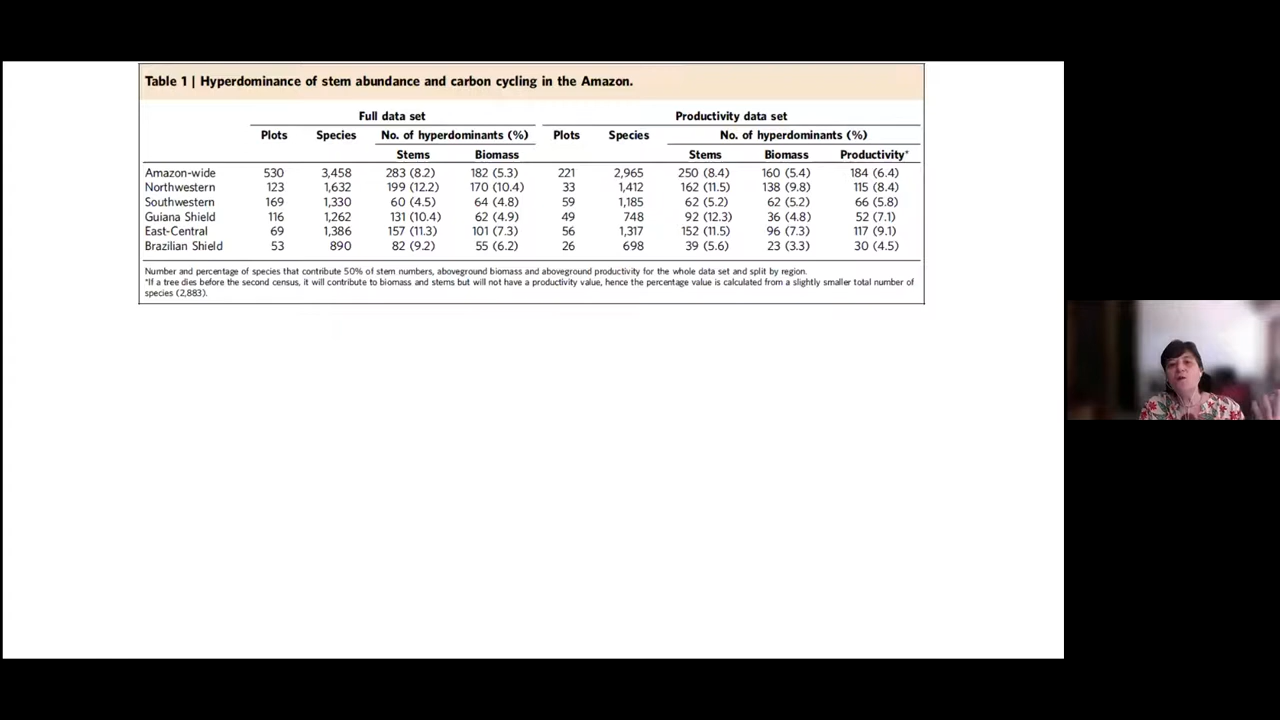 Table 1 | Hyperdominance of stem abundance and carbon cycling in the Amazon.
Full data set Productivity data set
Plots Species No. of hyperdominants (%) Plots Species No. of hyperdominants (%)
Stems Biomass Stems Biomass Productivity*
Amazon-wide 530 3,458 283 (8.2) 182 (5.3) 221 2,965 250 (8.4) 160 (5.4) 184 (6.4)
Northwestern 123 1,632 199 (12.2) 170 (10.4) 33 1,412 162 (11.5) 138 (9.8) 115 (8.4)
Southwestern 169 1,330 60 (4.5) 64 (4.8) 59 1,185 62 (5.2) 62 (5.2) 66 (5.8)
Guiana Shield 116 1,262 131 (10.4) 62 (4.9) 49 748 92 (12.3) 36 (4.8) 52 (7.1)
East-Central 69 1,386 157 (11.3) 101 (7.3) 56 1,317 152 (11.5) 96 (7.3) 117 (9.1)
Brazilian Shield 53 890 82 (9.2) 55 (6.2) 26 698 39 (5.6) 23 (3.3) 30 (4.5)
Number and percentage of species that contribute 50% of stem numbers, aboveground biomass and aboveground productivity for the whole data set and split by region.
*If a tree dies before the second census, it will contribute to biomass and stems but will not have a productivity value, hence the percentage value is calculated from a slightly smaller total number of
species (2,883).